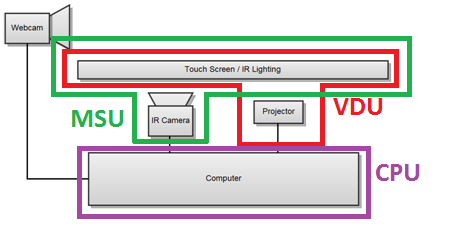 Webcam
Touch Screen / IR Lighting
MSU
IR Camera
Projector
VDU
Computer
CPU